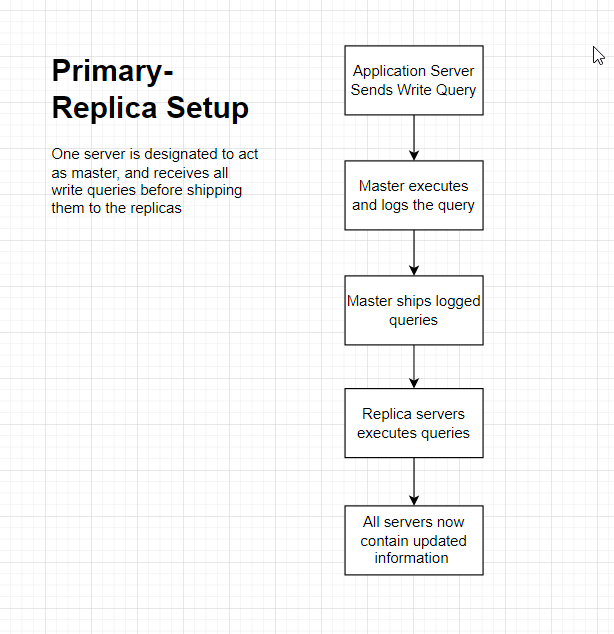 Primary-
Replica Setup
One server is designated to act
as master, and receives all
write queries before shipping
them to the replicas
Application Server
Sends Write Query
Master executes
and logs the query
Master ships logged
queries
Replica servers
executes queries
All servers now
contain updated
information